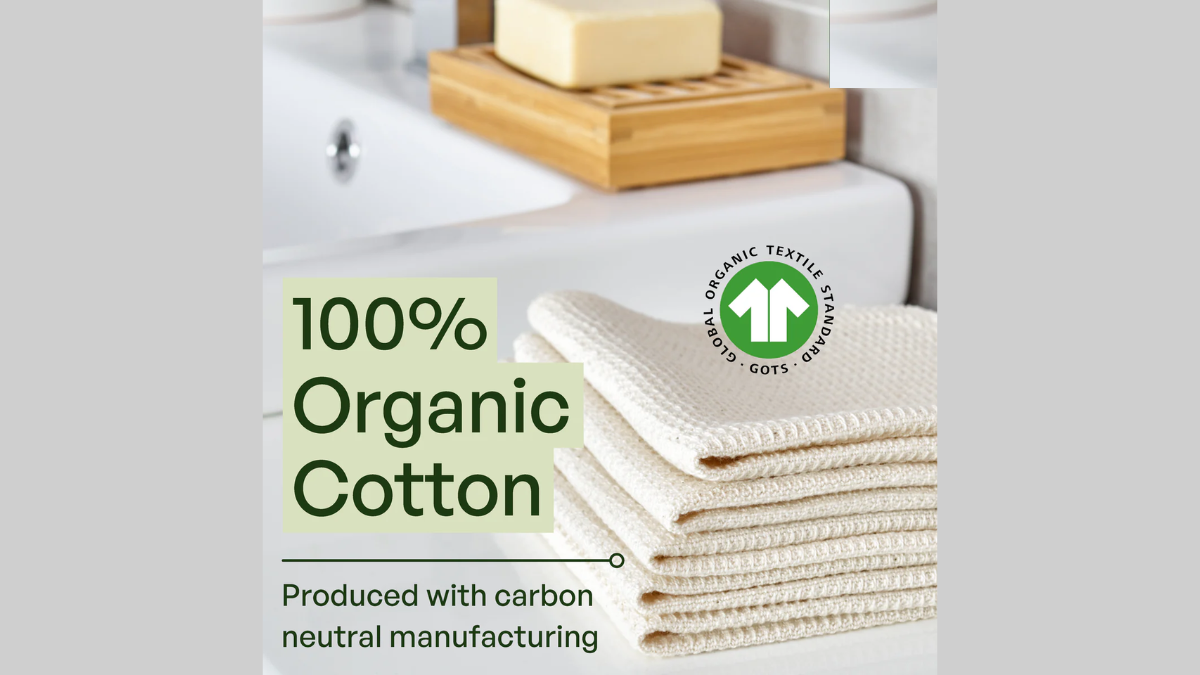 100%
Organic
Cotton
GLOBAL ORGANIC TEXTILE STANDARD · GOTS ·
Produced with carbon
neutral manufacturing